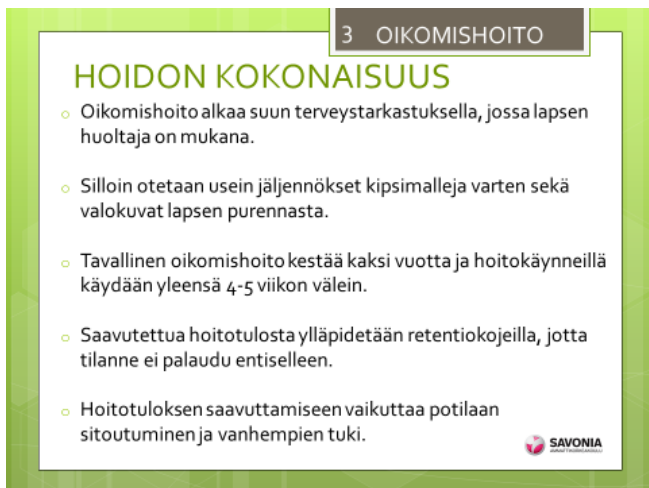 3 OIKOMISHOITO
HOIDON KOKONAISUUS
Oikomishoito alkaa suun terveystarkastuksella, jossa lapsen
huoltaja on mukana.
Silloin otetaan usein jäljennökset kipsimalleja varten sekä
valokuvat lapsen purennasta.
Tavallinen oikomishoito kestää kaksi vuotta ja hoitokäynneillä
käydään yleensä 4-5 viikon välein.
Saavutettua hoitotulosta ylläpidetään retentiokojeilla, jotta
tilanne ei palaudu entiselleen.
Hoitotuloksen saavuttamiseen vaikuttaa potilaan
sitoutuminen ja vanhempien tuki.
SAVONIA